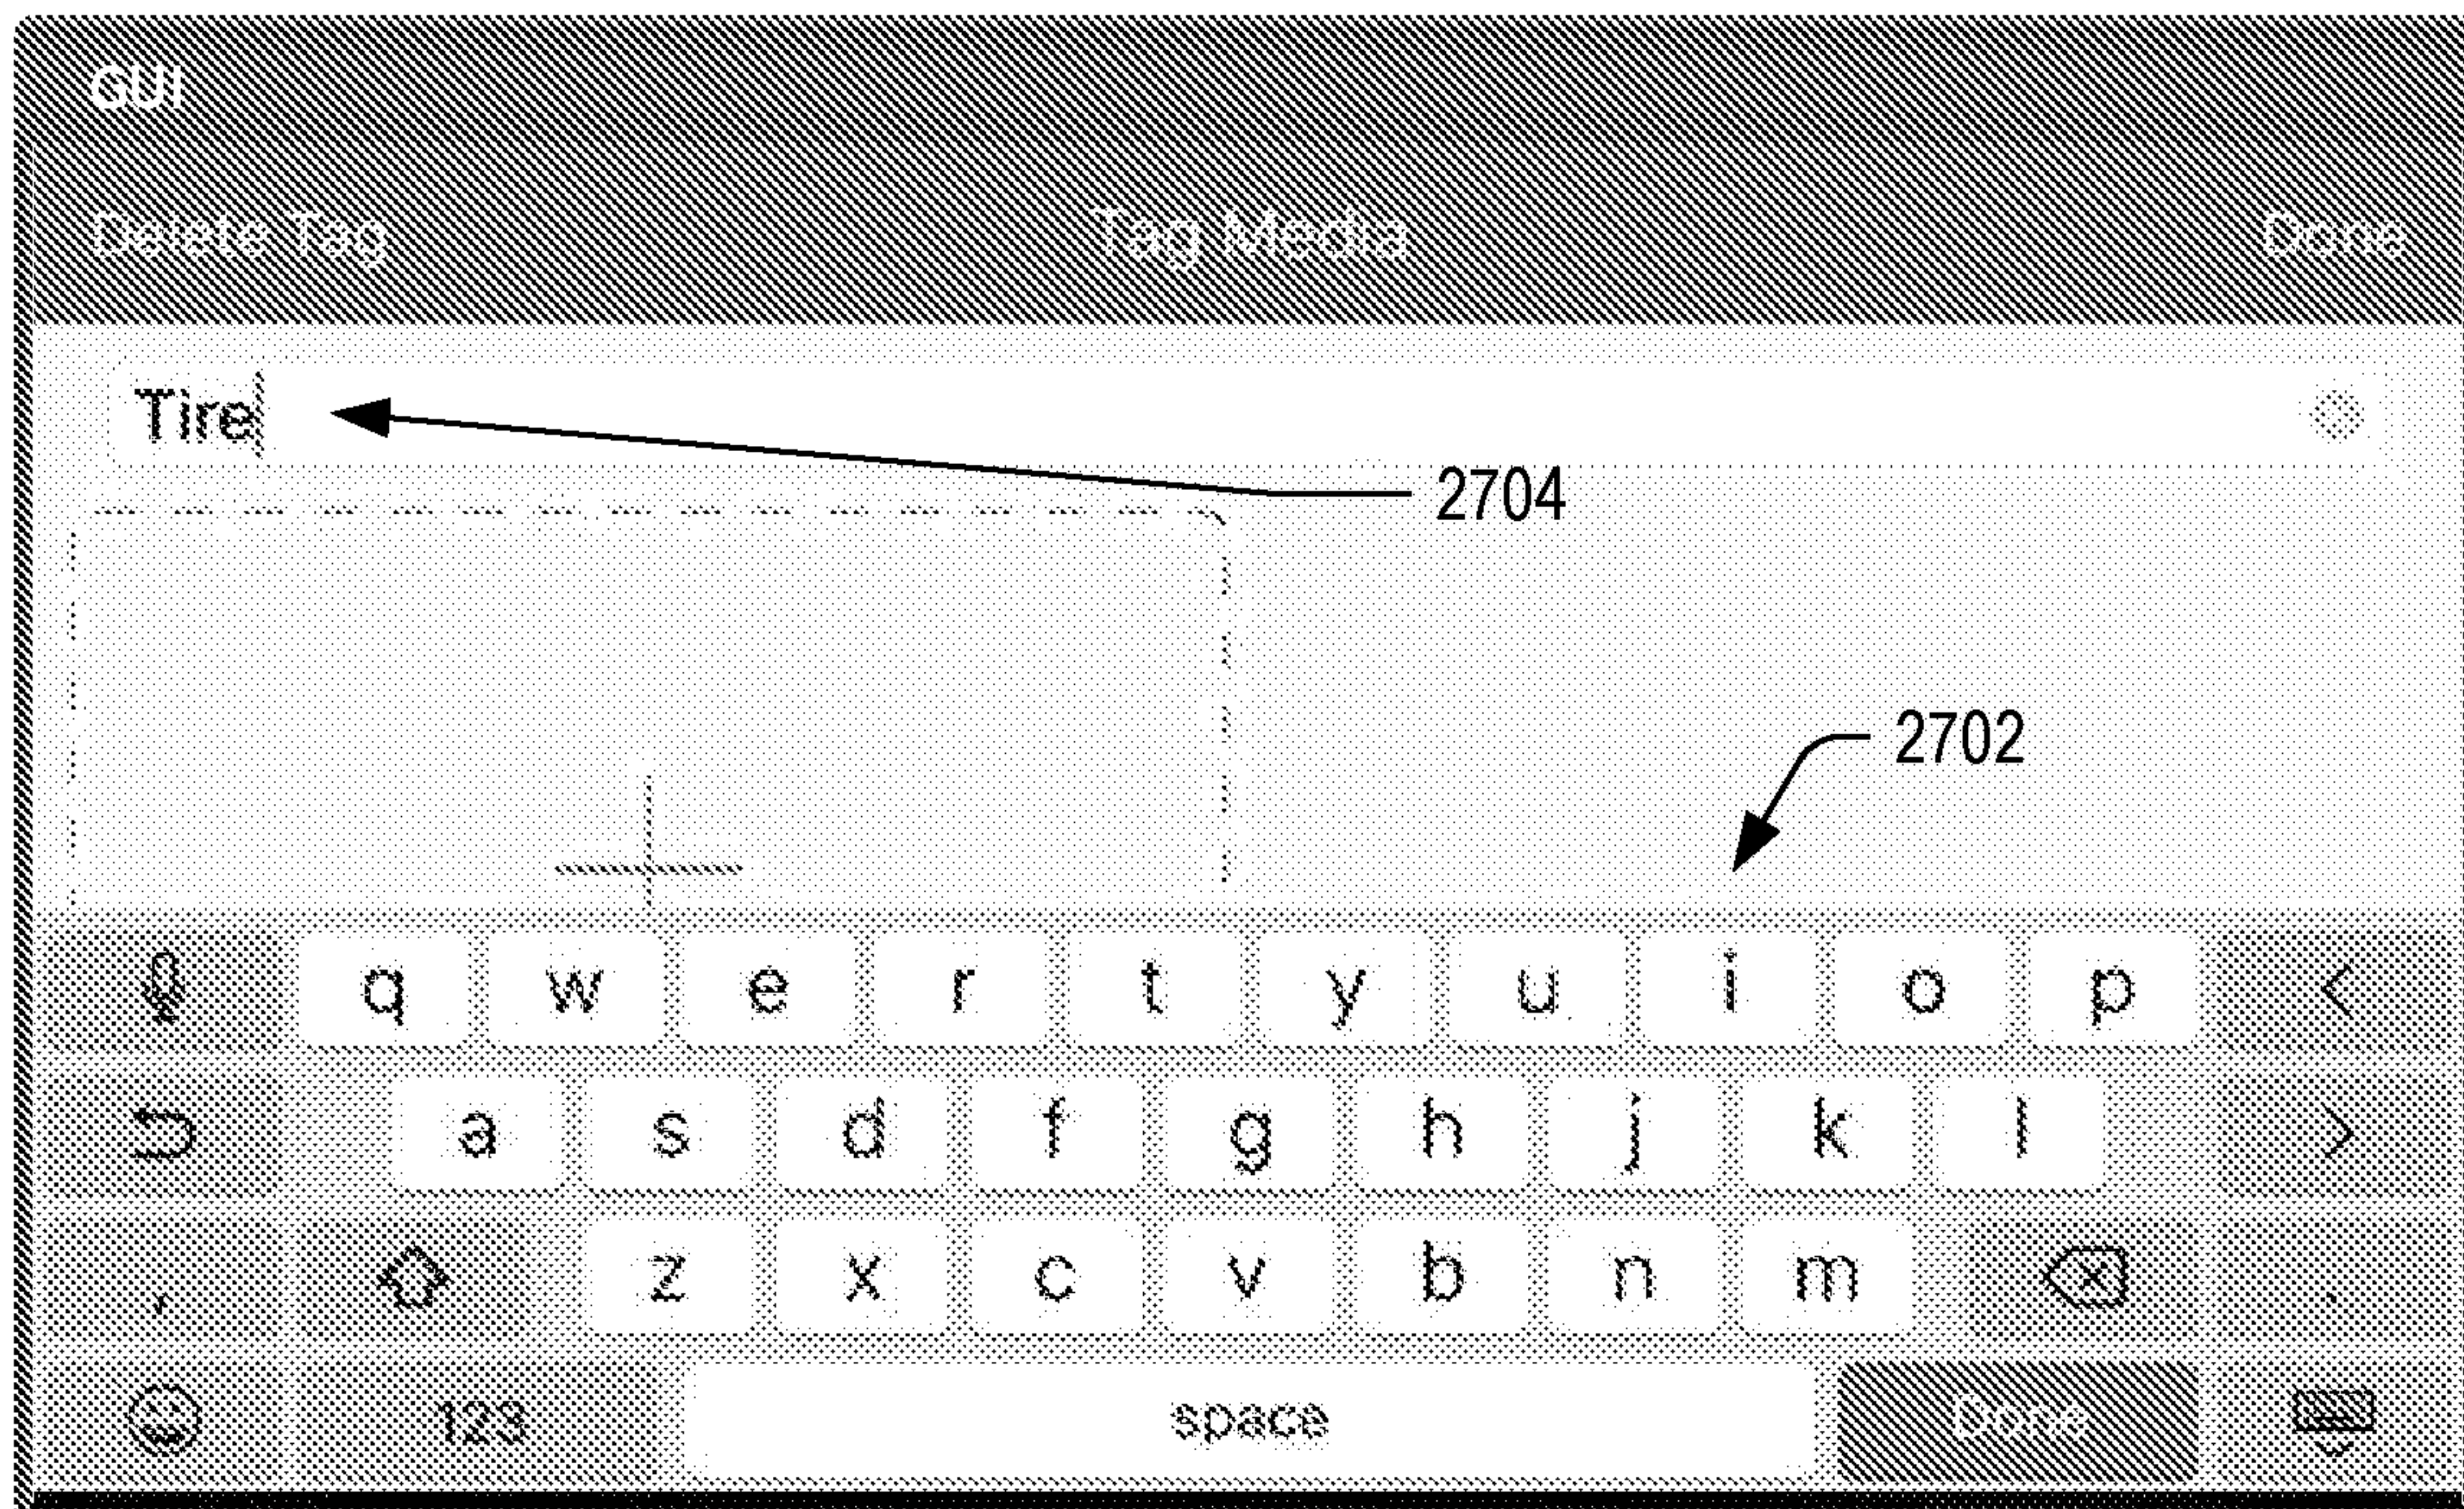 GUI
Delete Tag Tag Media Done
Tire
2704
2702
q w e r t y u i o p <
a s d f g h j k l >
, z x c v b n m .
123 space Done